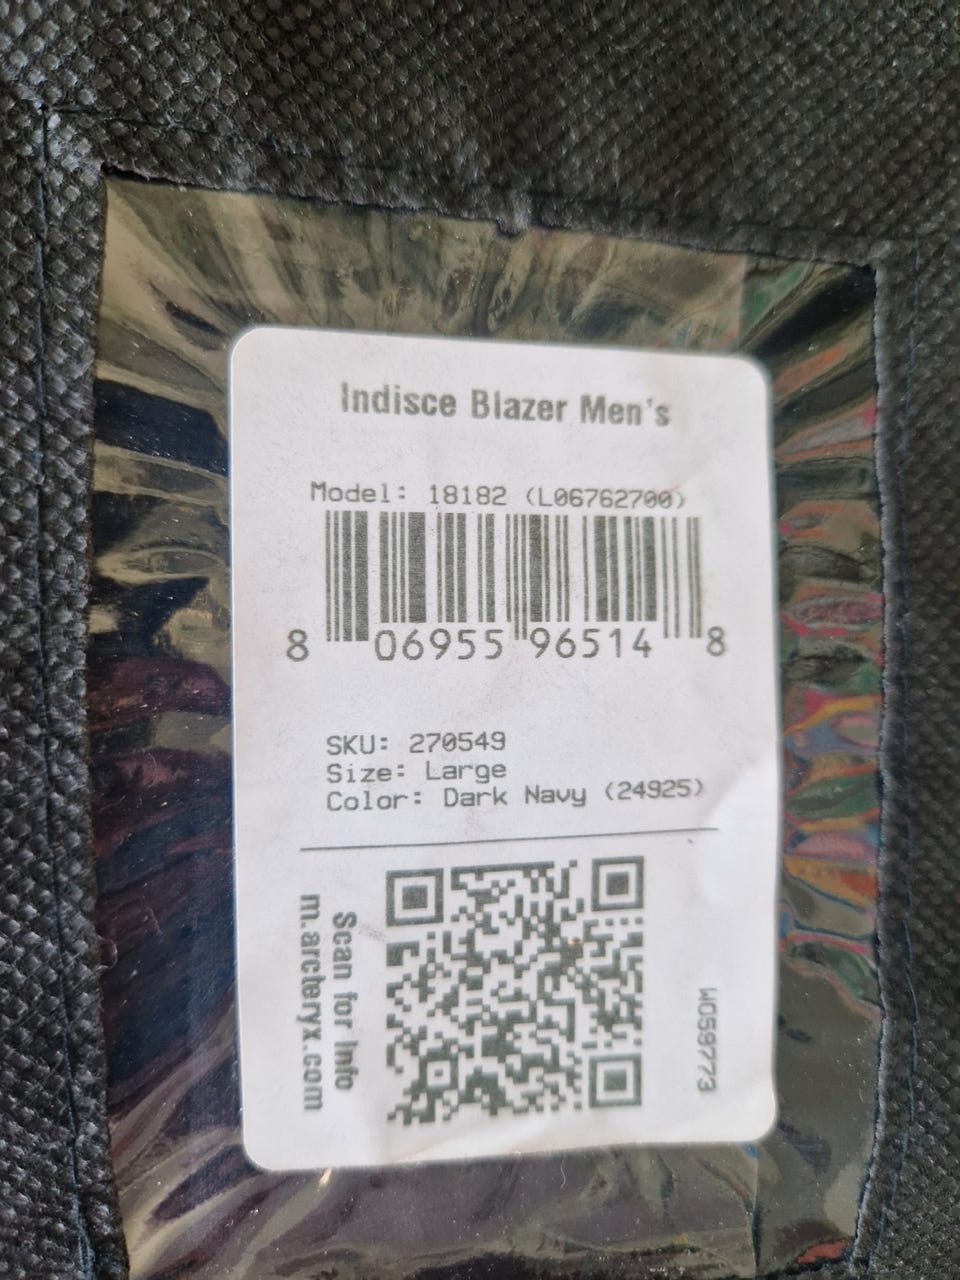 Indisce Blazer Men's
Model: 18182 (L06762700)
8 06955 96514 8
SKU: 270549
Size: Large
Color: Dark Navy (24925)
Scan for Info
m.arcteryx.com
W0597773